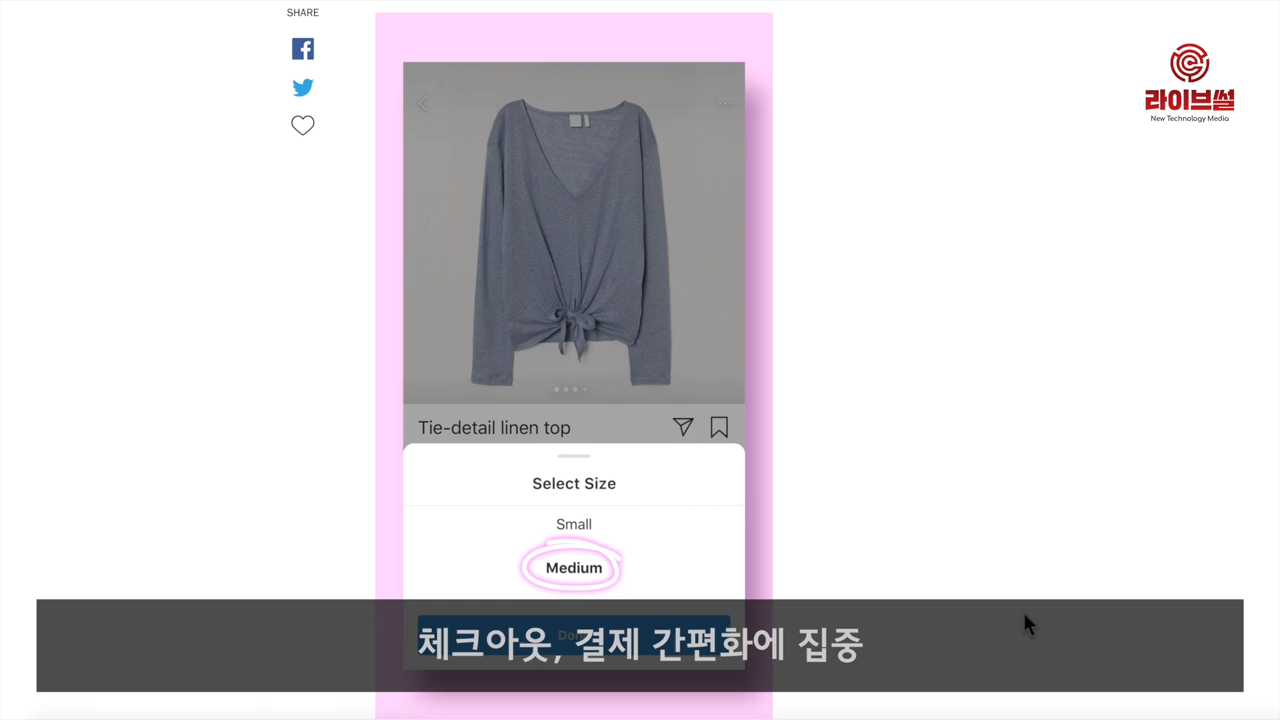 SHARE
라이브썰
New Technology Media
Tie-detail linen top
Select Size
Small
Medium
체크아웃, 결제 간편화에 집중